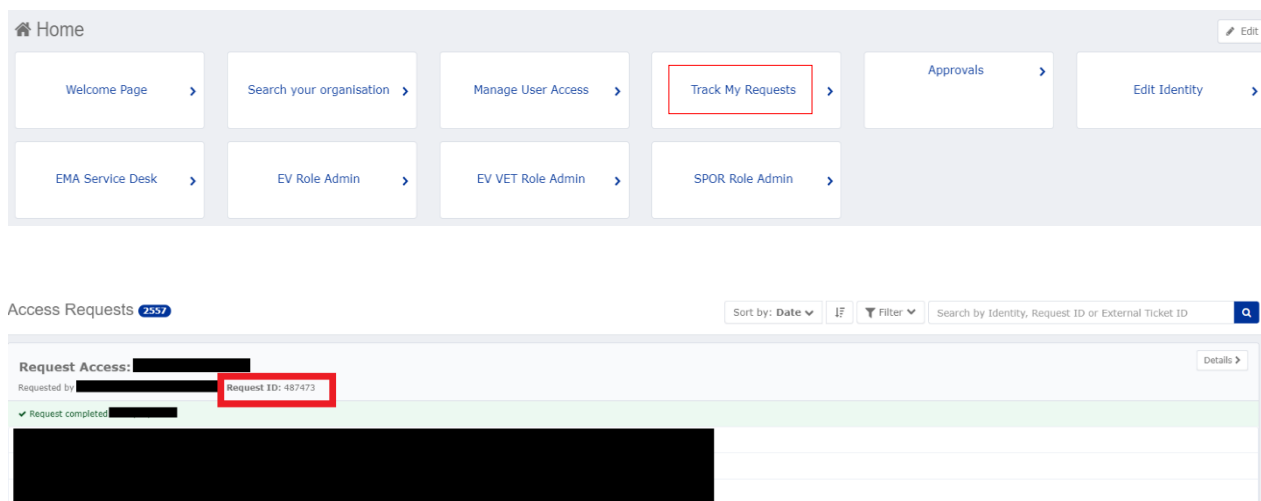 Home
Edit
Welcome Page
Search your organisation
Manage User Access
Track My Requests
Approvals
Edit Identity
EMA Service Desk
EV Role Admin
EV VET Role Admin
SPOR Role Admin
Access Requests 2557
Sort by: Date
Filter
Search by Identity, Request ID or External Ticket ID
Request Access:
Details
Requested by
Request ID: 487473
Request completed